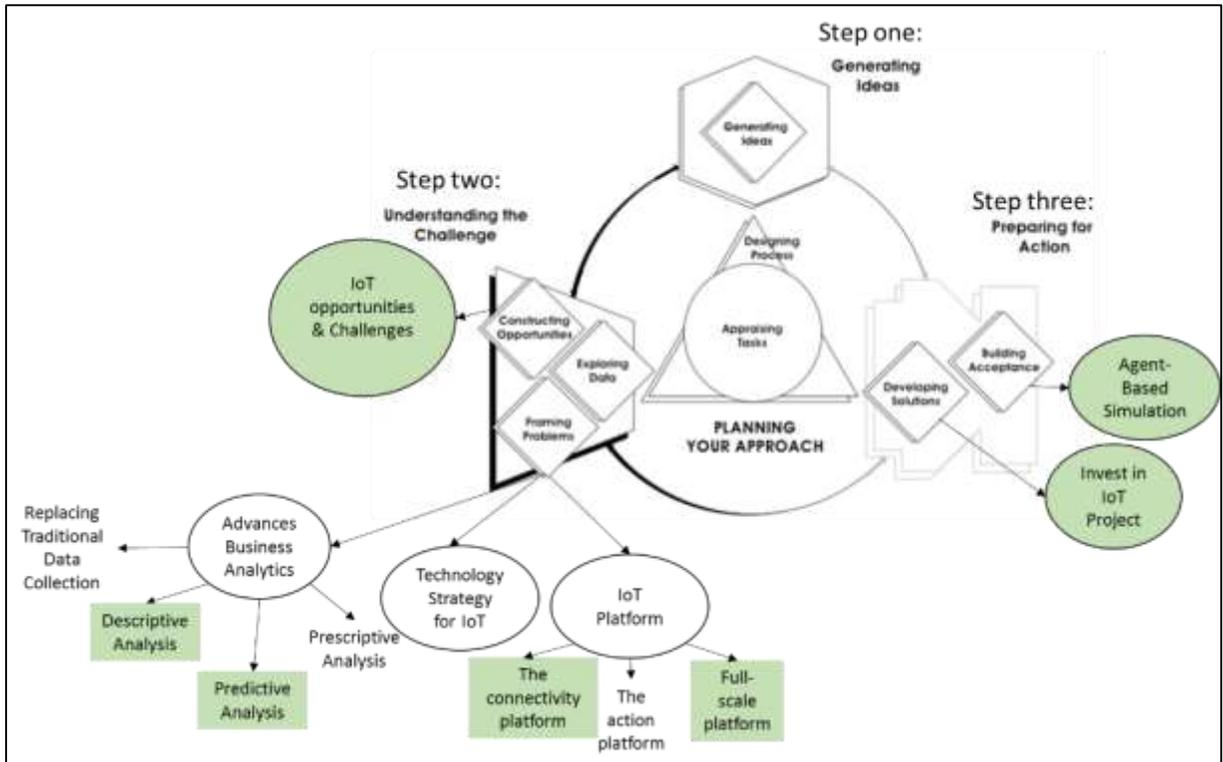 Step one:
Generating
Ideas
Generating
Ideas
Step two:
Understanding the
Challenge
Step three:
Preparing for
Action
IoT
opportunities
& Challenges
Constructing
Opportunities
Exploring
Data
Framing
Problems
Designing
Process
Appraising
Tasks
PLANNING
YOUR APPROACH
Building
Acceptance
Developing
Solutions
Agent-
Based
Simulation
Invest in
IoT
Project
Replacing
Traditional
Data
Collection
Advances
Business
Analytics
Descriptive
Analysis
Predictive
Analysis
Prescriptive
Analysis
Technology
Strategy
for IoT
IoT
Platform
The
connectivity
platform
The
action
platform
Full-
scale
platform